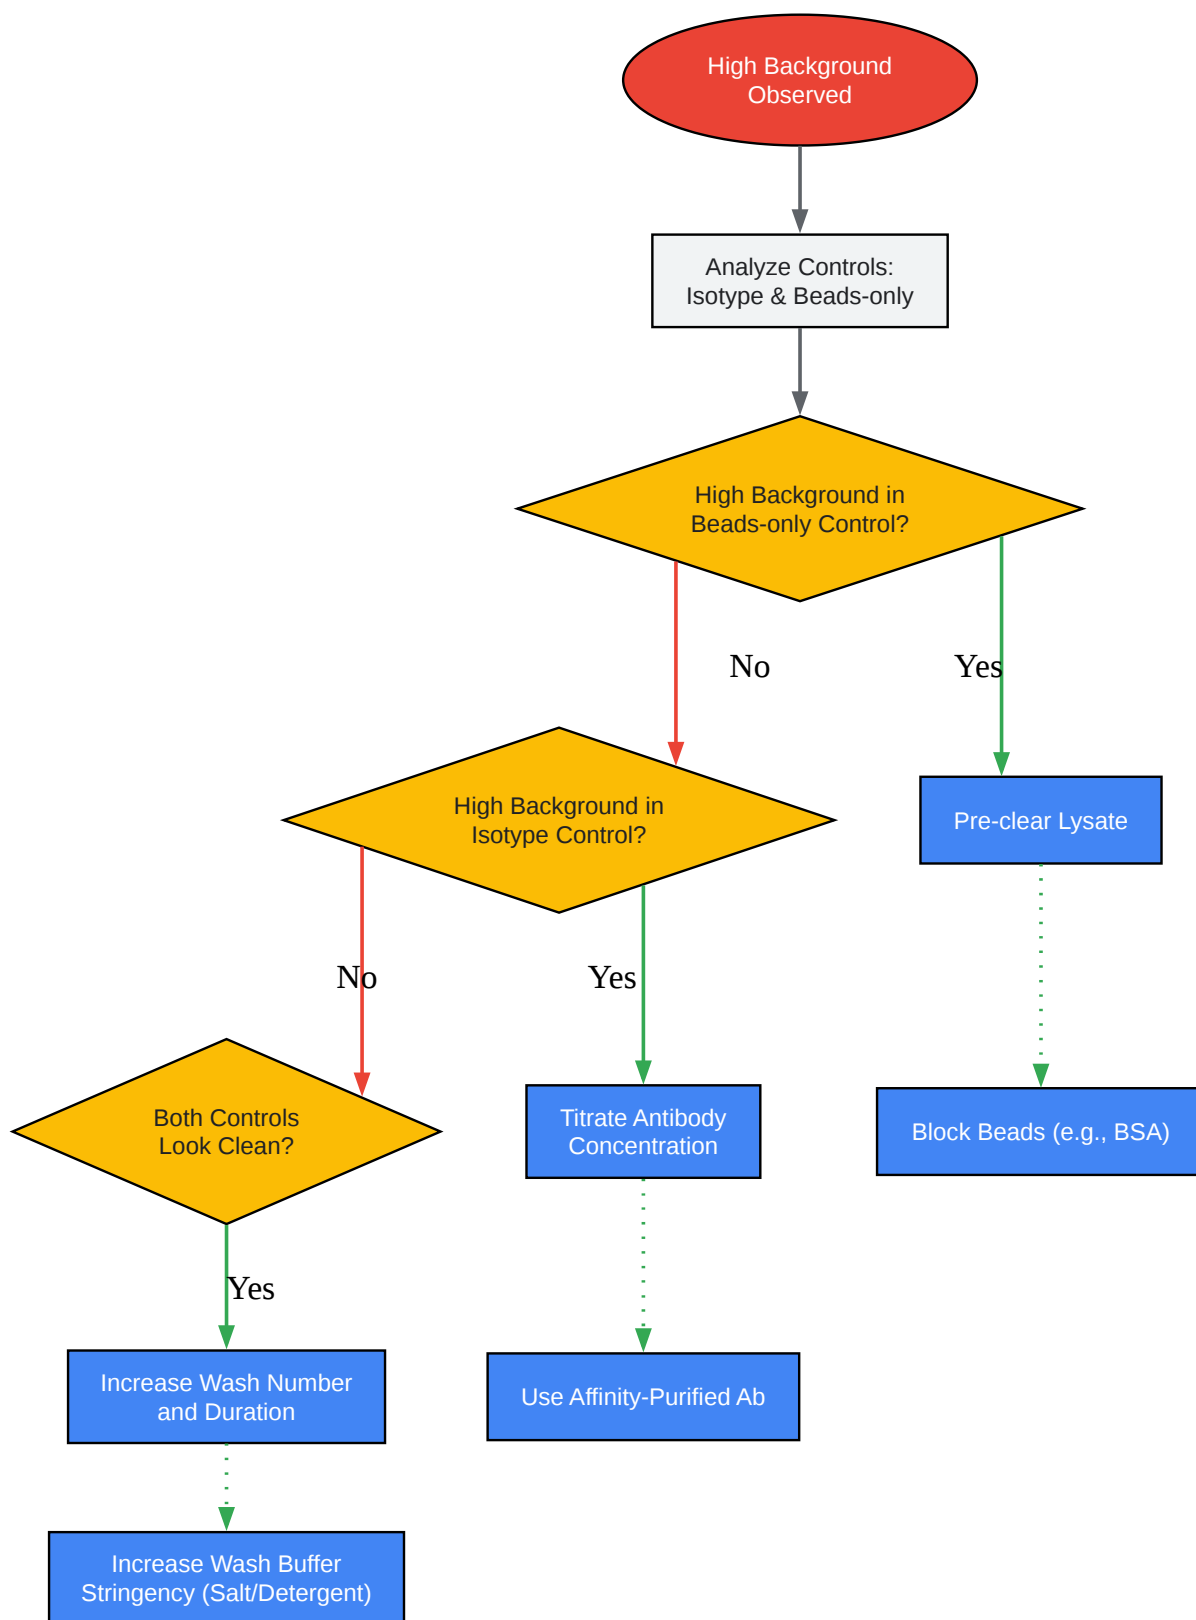 High Background
Observed
Analyze Controls:
Isotype & Beads-only
High Background in
Beads-only Control?
No
Yes
High Background in
Isotype Control?
Pre-clear Lysate
No
Yes
Both Controls
Look Clean?
Titrate Antibody
Concentration
Block Beads (e.g., BSA)
Yes
Increase Wash Number
and Duration
Use Affinity-Purified Ab
Increase Wash Buffer
Stringency (Salt/Detergent)